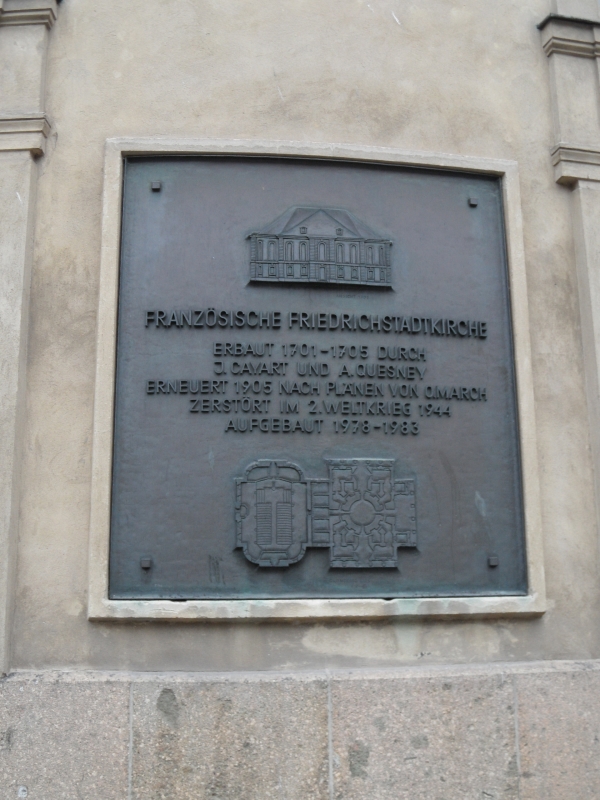 FRANZÖSISCHE FRIEDRICHSTADTKIRCHE
ERBAUT 1701-1705 DURCH
J.CAYART UND A.QUESNEY
ERNEUERT 1905 NACH PLÄNEN VON O.MARCH
ZERSTÖRT IM 2.WELTKRIEG 1944
AUFGEBAUT 1978-1983